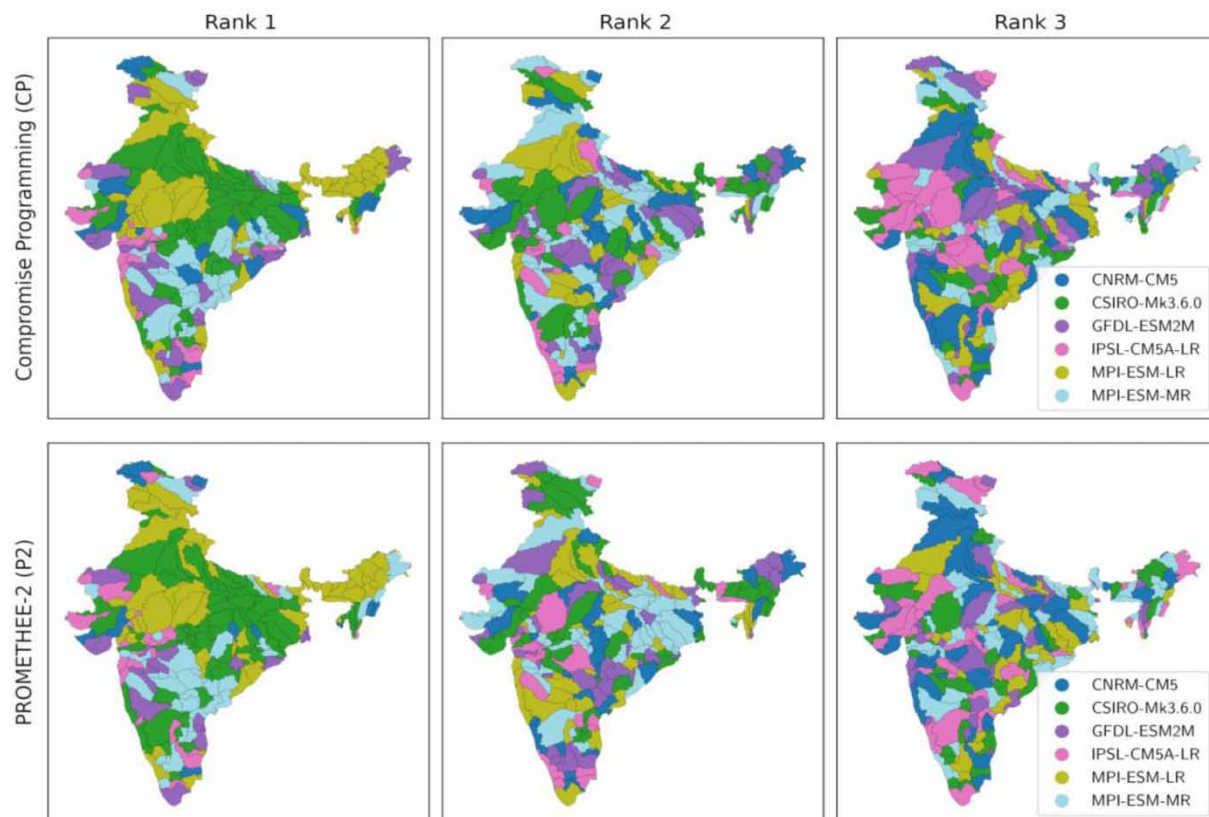 Rank 1
Rank 2
Rank 3
Compromise Programming (CP)
CNRM-CM5
CSIRO-Mk3.6.0
GFDL-ESM2M
IPSL-CM5A-LR
MPI-ESM-LR
MPI-ESM-MR
PROMETHEE-2 (P2)
CNRM-CM5
CSIRO-Mk3.6.0
GFDL-ESM2M
IPSL-CM5A-LR
MPI-ESM-LR
MPI-ESM-MR